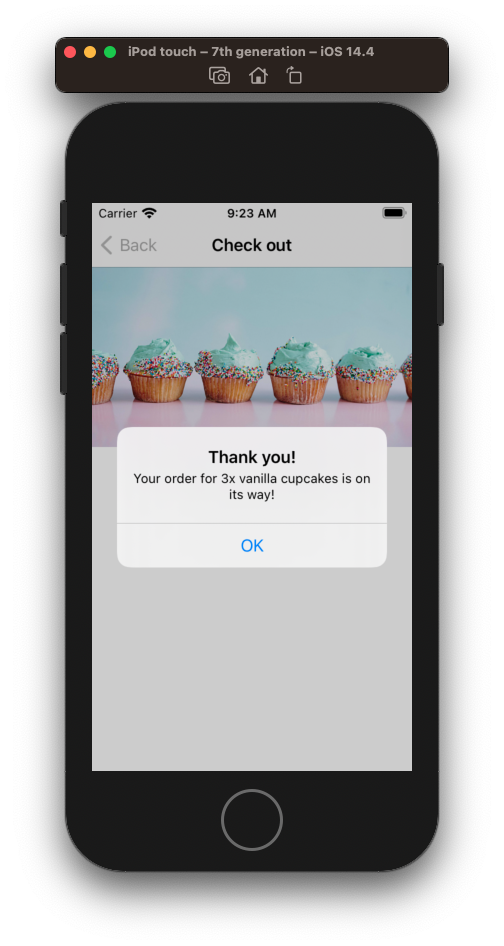 iPod touch – 7th generation – iOS 14.4
Carrier 9:23 AM
Back Check out
Thank you!
Your order for 3x vanilla cupcakes is on
its way!
OK